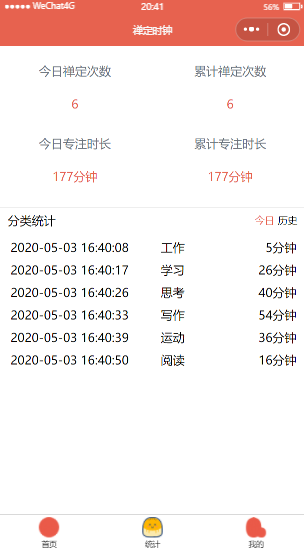 WeChat4G 20:41 56%
禅定时钟
今日禅定次数 累计禅定次数
6 6
今日专注时长 累计专注时长
177分钟 177分钟
分类统计 今日 历史
2020-05-03 16:40:08 工作 5分钟
2020-05-03 16:40:17 学习 26分钟
2020-05-03 16:40:26 思考 40分钟
2020-05-03 16:40:33 写作 54分钟
2020-05-03 16:40:39 运动 36分钟
2020-05-03 16:40:50 阅读 16分钟
首页 统计 我的